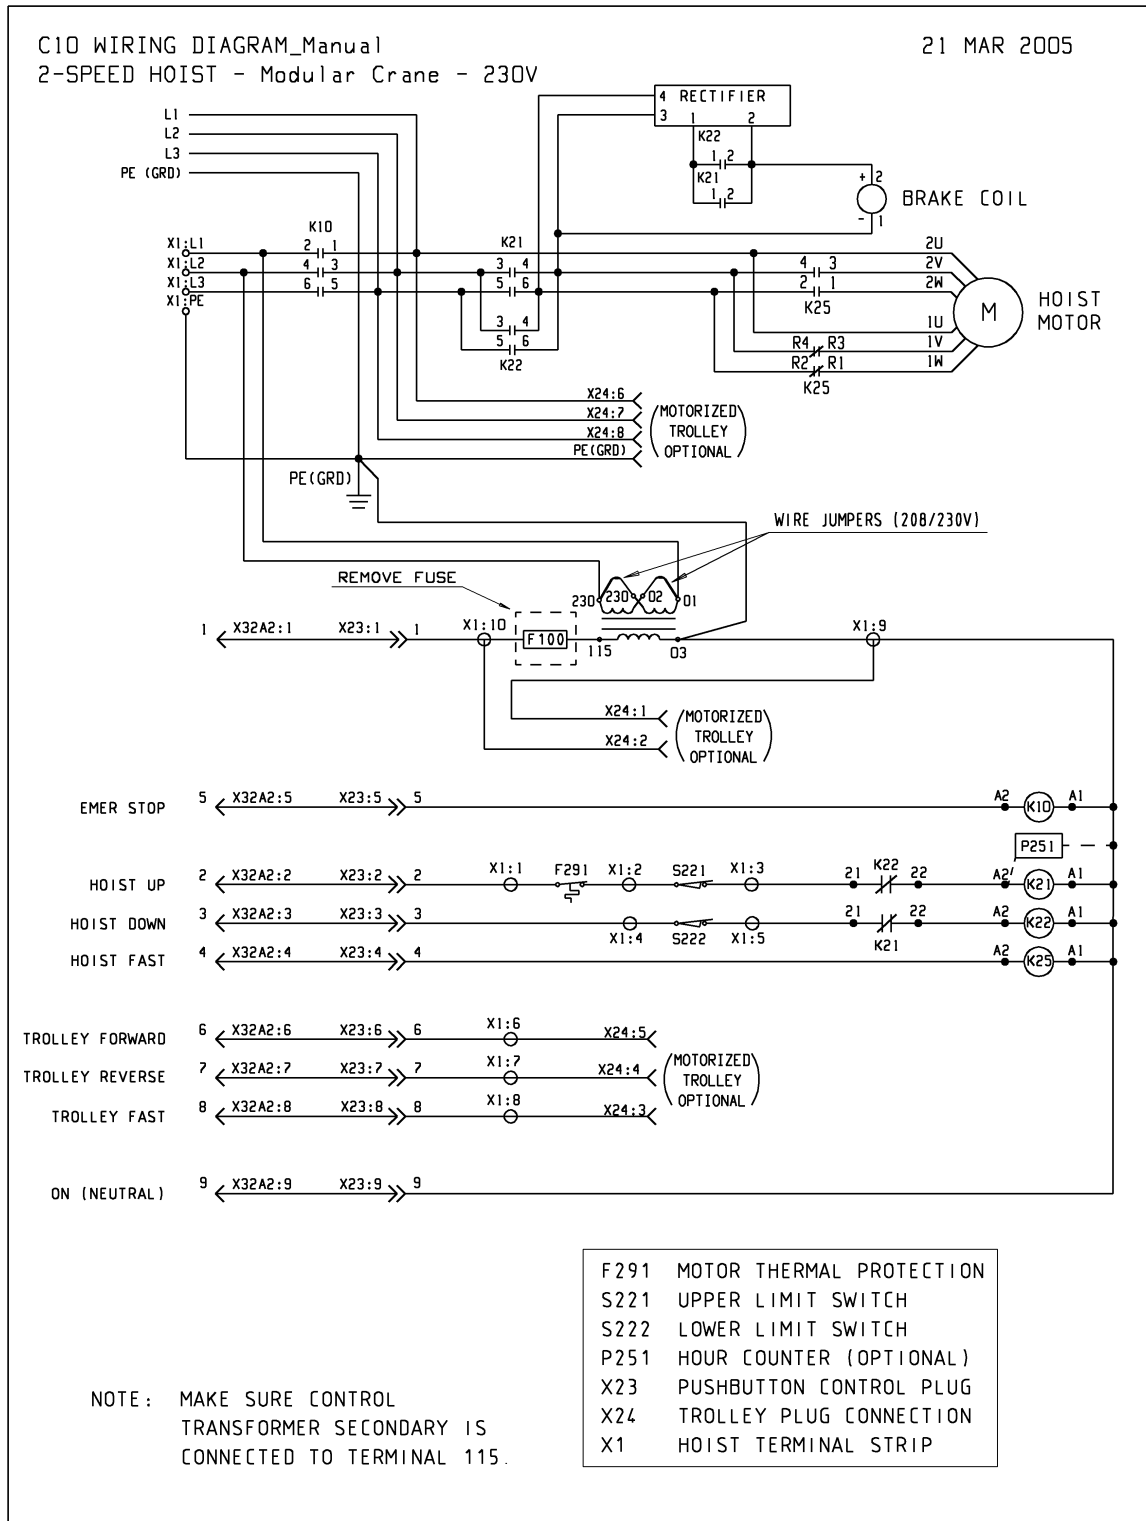 C10 WIRING DIAGRAM_Manual
21 MAR 2005
2-SPEED HOIST - Modular Crane - 230V
4 RECTIFIER
3 1 2
L1
L2
L3
PE (GRD)
K22
1 2
K21
1 2
+ 2
- 1
BRAKE COIL
K10
K21
X1:L1 2 1 2U
X1:L2 4 3 3 4 4 3 2V
X1:L3 6 5 5 6 2 1 2W
X1:PE
K25
M
HOIST
MOTOR
3 4
5 6
K22
1U
R4 R3 1V
R2 R1 1W
K25
X24:6
X24:7
X24:8
PE(GRD)
(MOTORIZED
TROLLEY
OPTIONAL)
PE(GRD)
WIRE JUMPERS (208/230V)
REMOVE FUSE
230 230 02 01
1 X32A2:1 X23:1 1 X1:10 F100 115 03 X1:9
X24:1
X24:2
(MOTORIZED
TROLLEY
OPTIONAL)
EMER STOP 5 X32A2:5 X23:5 5 A2 K10 A1
P251
HOIST UP 2 X32A2:2 X23:2 2 X1:1 F291 X1:2 S221 X1:3 21 K22 22 A2 K21 A1
HOIST DOWN 3 X32A2:3 X23:3 3 X1:4 S222 X1:5 21 K21 22 A2 K22 A1
HOIST FAST 4 X32A2:4 X23:4 4 A2 K25 A1
TROLLEY FORWARD 6 X32A2:6 X23:6 6 X1:6 X24:5
TROLLEY REVERSE 7 X32A2:7 X23:7 7 X1:7 X24:4
TROLLEY FAST 8 X32A2:8 X23:8 8 X1:8 X24:3
(MOTORIZED
TROLLEY
OPTIONAL)
ON (NEUTRAL) 9 X32A2:9 X23:9 9
F291 MOTOR THERMAL PROTECTION
S221 UPPER LIMIT SWITCH
S222 LOWER LIMIT SWITCH
P251 HOUR COUNTER (OPTIONAL)
X23 PUSHBUTTON CONTROL PLUG
X24 TROLLEY PLUG CONNECTION
X1 HOIST TERMINAL STRIP
NOTE: MAKE SURE CONTROL
TRANSFORMER SECONDARY IS
CONNECTED TO TERMINAL 115.